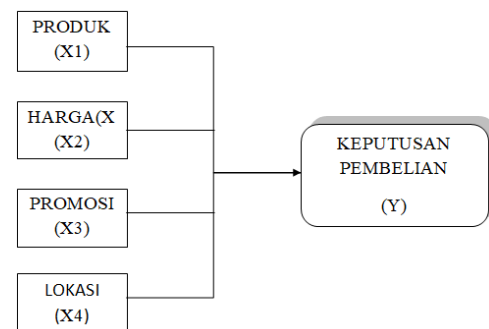 PRODUK
(X1)
HARGA(X
(X2)
PROMOSI
(X3)
LOKASI
(X4)
KEPUTUSAN
PEMBELIAN
(Y)